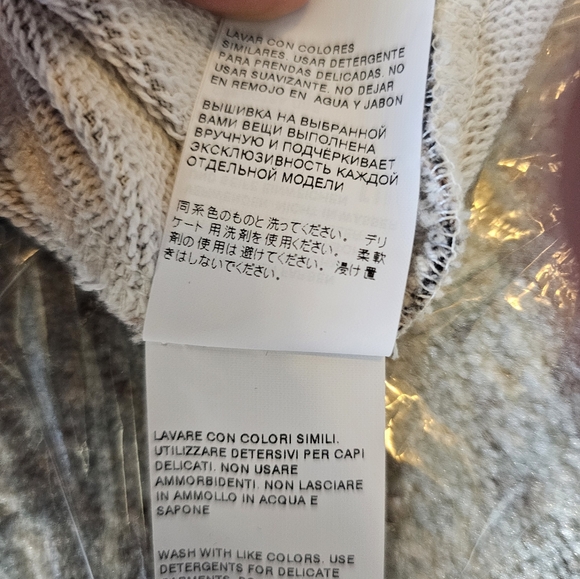 LAVAR CON COLORES
SIMILARES. USAR DETERGENTE
PARA PRENDAS DELICADAS. NO
USAR SUAVIZANTE. NO DEJAR
EN REMOJO EN AGUA Y JABON
ВЫШИВКА НА ВЫБРАННОЙ
ВАМИ ВЕЩИ ВЫПОЛНЕНА
ВРУЧНУЮ И ПОДЧЁРКИВАЕТ
ЭКСКЛЮЗИВНОСТЬ КАЖДОЙ
ОТДЕЛЬНОЙ МОДЕЛИ
同系色のものと洗ってください。 デリ
ケート用洗剤を使用ください。 柔軟
剤の使用は避けてください。 浸け置
きはしないでください。
LAVARE CON COLORI SIMILI.
UTILIZZARE DETERSIVI PER CAPI
DELICATI. NON USARE
AMMORBIDENTI. NON LASCIARE
IN AMMOLLO IN ACQUA E
SAPONE
WASH WITH LIKE COLORS. USE
DETERGENTS FOR DELICATE